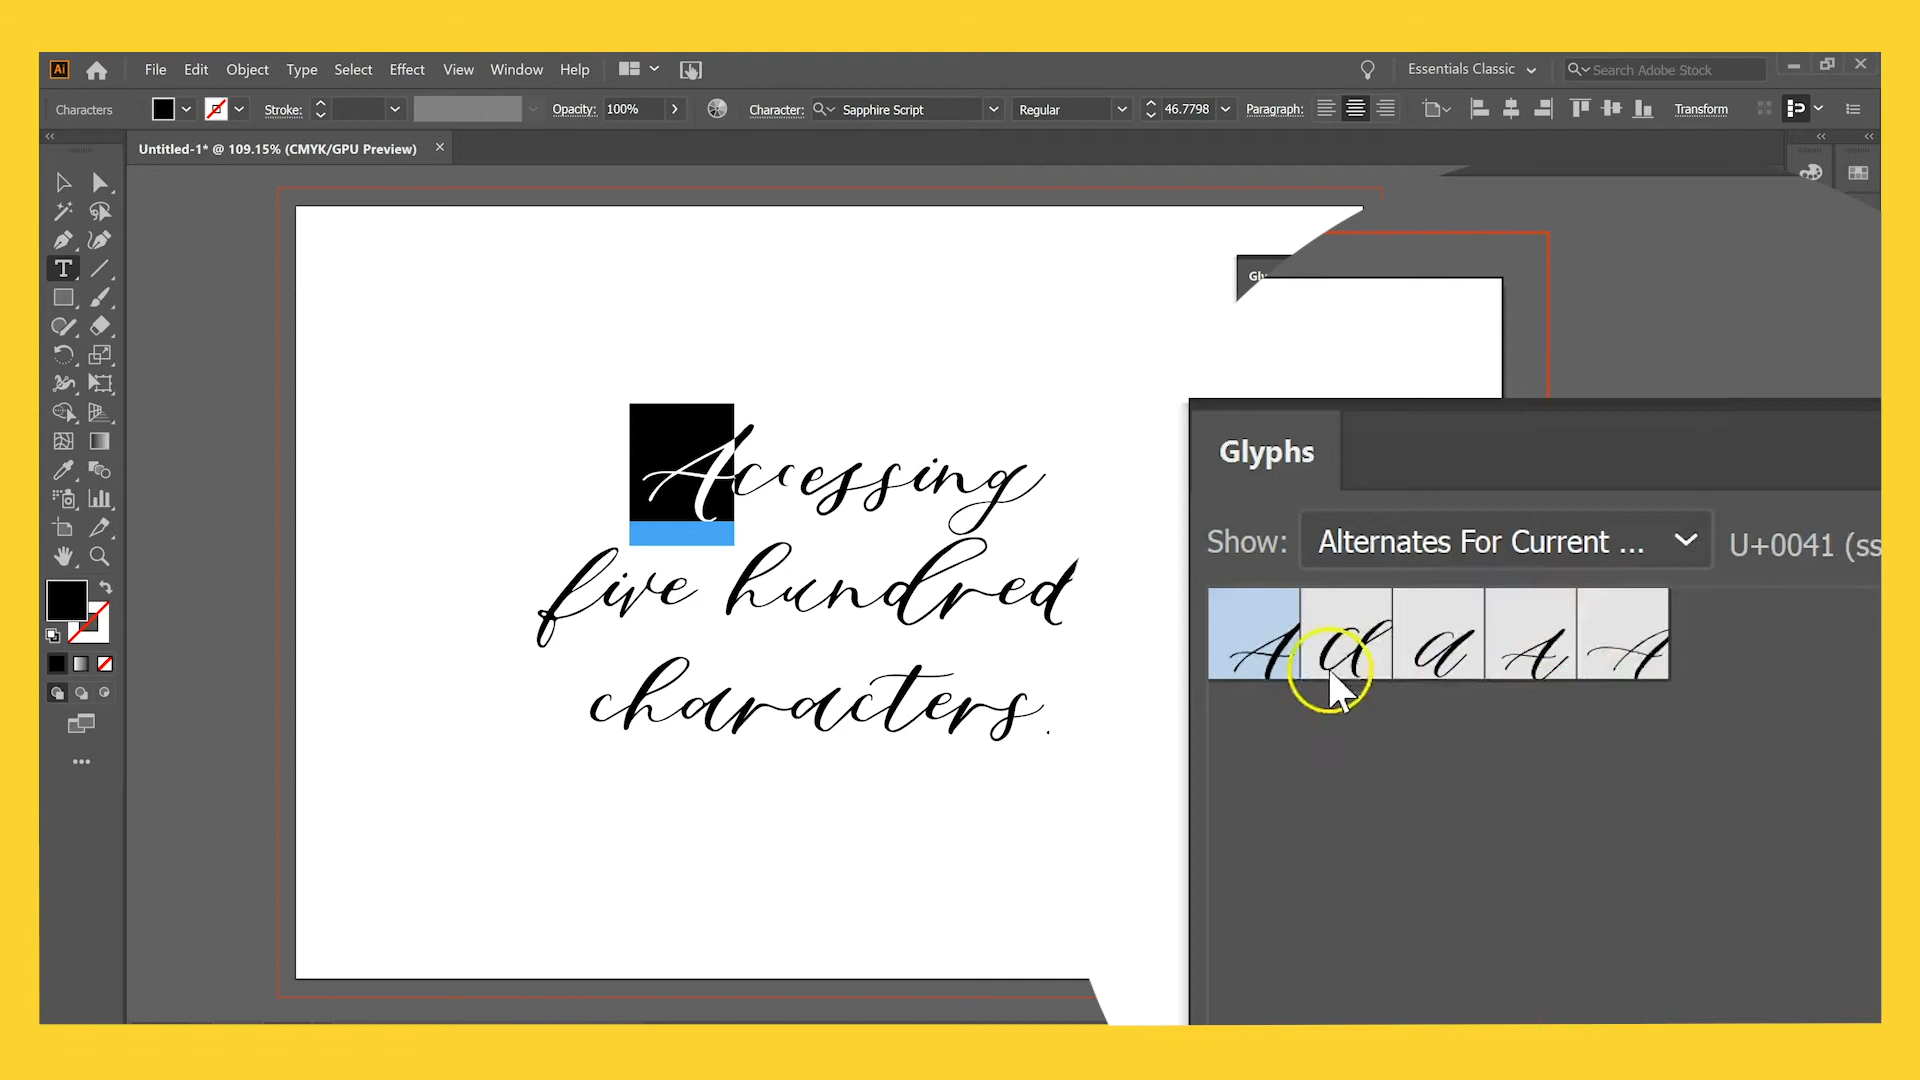 Ai File Edit Object Type Select Effect View Window Help Essentials Classic Search Adobe Stock
Characters Stroke: Opacity: 100% Character: Sapphire Script Regular 46.7798 Paragraph: Transform
Untitled-1* @ 109.15% (CMYK/GPU Preview)
Accessing
five hundred
characters.
Glyphs
Show: Alternates For Current ... U+0041 (ss
A a a A A